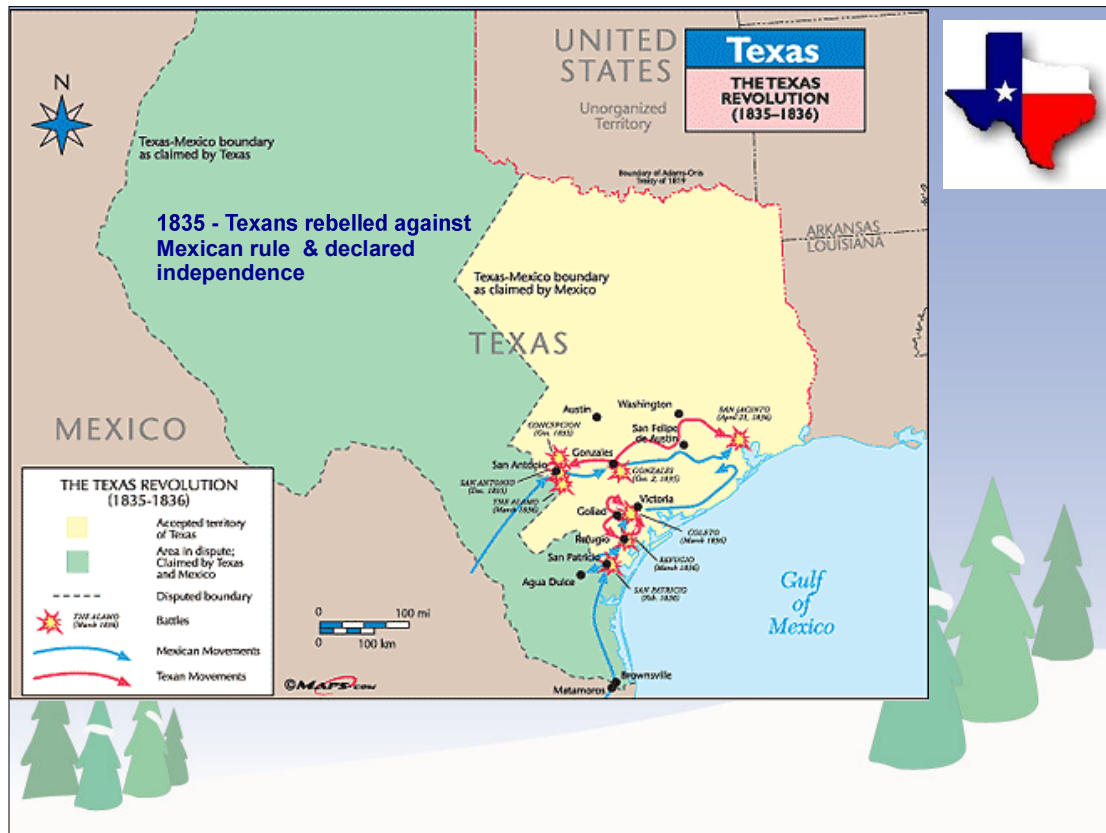 UNITED
STATES
Unorganized
Territory
Texas
THE TEXAS
REVOLUTION
(1835–1836)
N
Texas-Mexico boundary
as claimed by Texas
Boundary of Adams-Onis
Treaty of 1819
1835 - Texans rebelled against
Mexican rule & declared
independence
ARKANSAS
LOUISIANA
Texas-Mexico boundary
as claimed by Mexico
TEXAS
MEXICO
Austin
Washington
SAN JACINTO
(April 21, 1836)
CONCEPCION
(Oct. 1835)
San Felipe
de Austin
Gonzales
San Antonio
GONZALES
(Oct. 2, 1835)
SAN ANTONIO
(Dec. 1835)
THE ALAMO
(March 1836)
Victoria
Goliad
COLETO
(March 1836)
Refugio
REFUGIO
(March 1836)
San Patricio
Agua Dulce
SAN PATRICIO
(Feb. 1836)
Gulf
of
Mexico
Brownsville
Matamoros
THE TEXAS REVOLUTION
(1835-1836)
Accepted territory
of Texas
Area in dispute;
Claimed by Texas
and Mexico
Disputed boundary
THE ALAMO
(March 1836)
Battles
Mexican Movements
Texan Movements
0 100 mi
0 100 km
©MAPS.COM